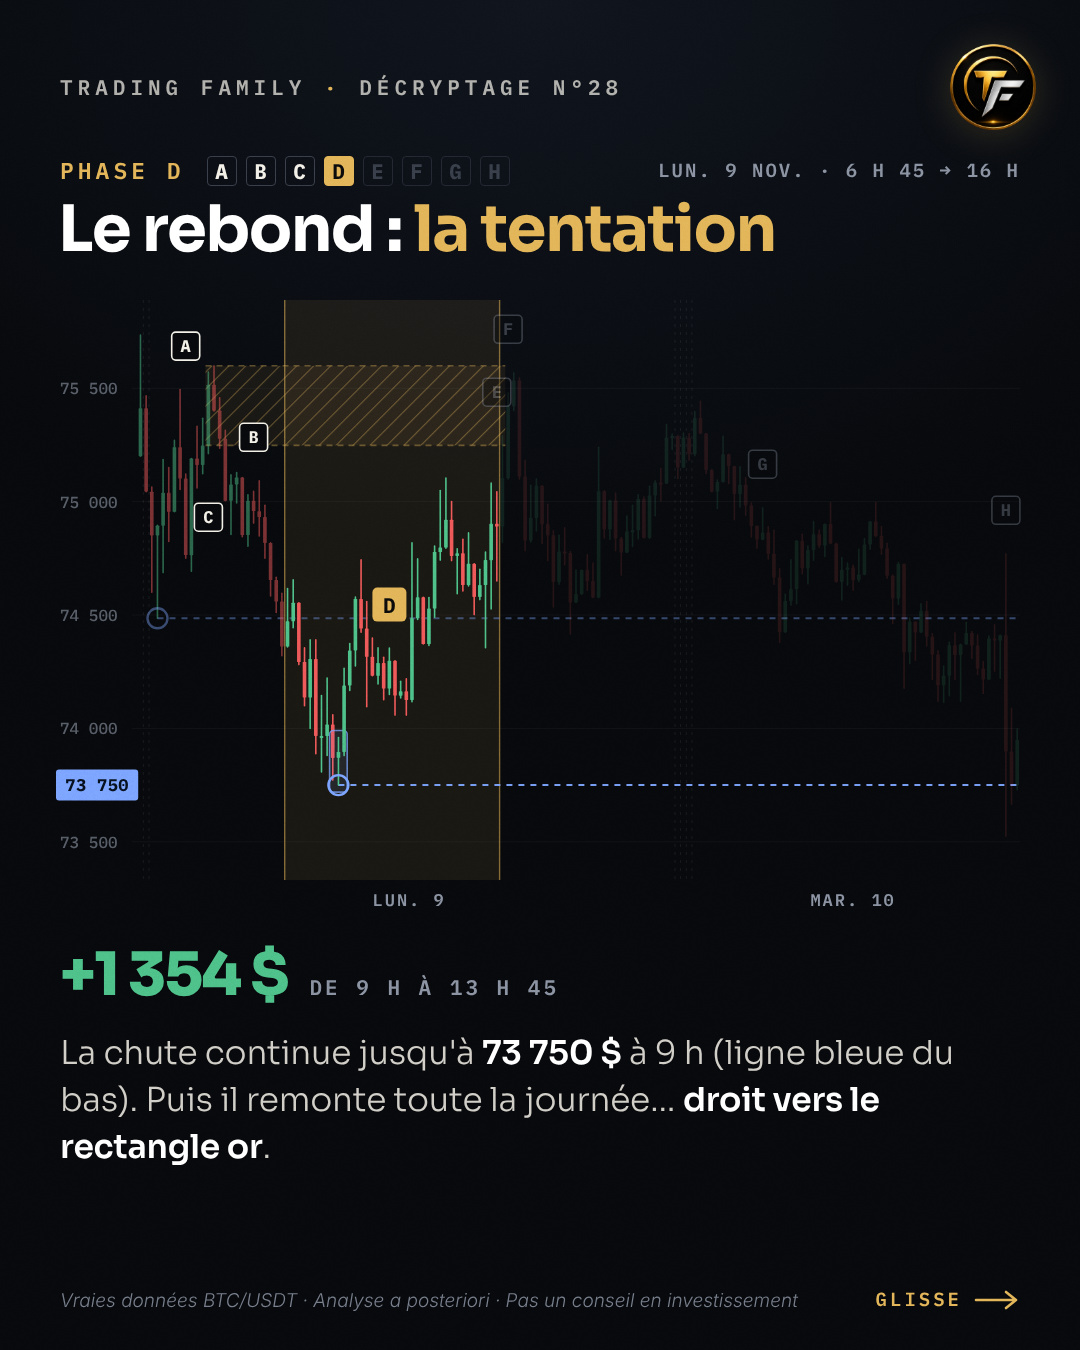 TRADING FAMILY · DÉCRYPTAGE N°28
TF
PHASE D A B C D E F G H
LUN. 9 NOV. · 6 H 45 → 16 H
Le rebond : la tentation
F
A
75 500
E
B
G
75 000
C
H
74 500
D
74 000
73 750
73 500
LUN. 9
MAR. 10
+1 354 $ DE 9 H À 13 H 45
La chute continue jusqu'à 73 750 $ à 9 h (ligne bleue du
bas). Puis il remonte toute la journée... droit vers le
rectangle or.
Vraies données BTC/USDT · Analyse a posteriori · Pas un conseil en investissement
GLISSE →